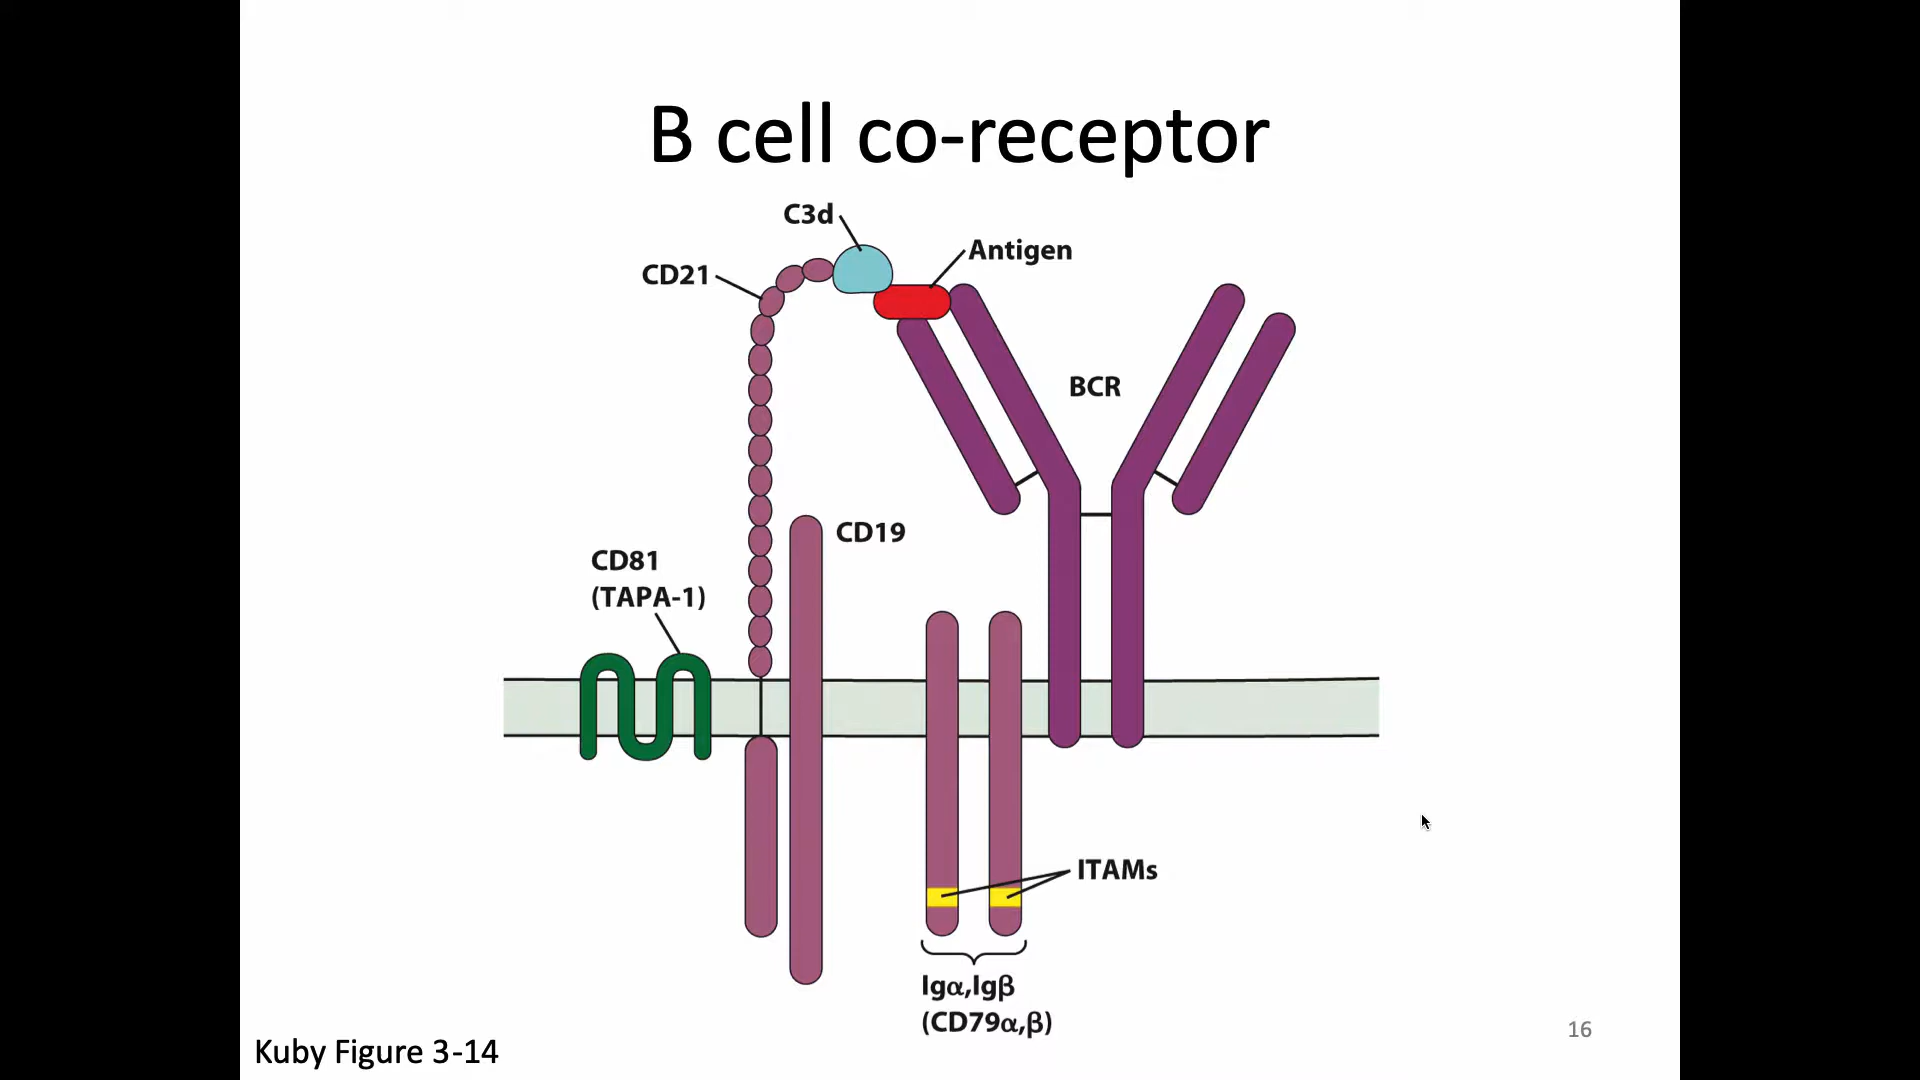 B cell co-receptor
C3d
Antigen
CD21
BCR
CD19
CD81
(TAPA-1)
ITAMs
Igα,Igβ
(CD79α,β)
16
Kuby Figure 3-14